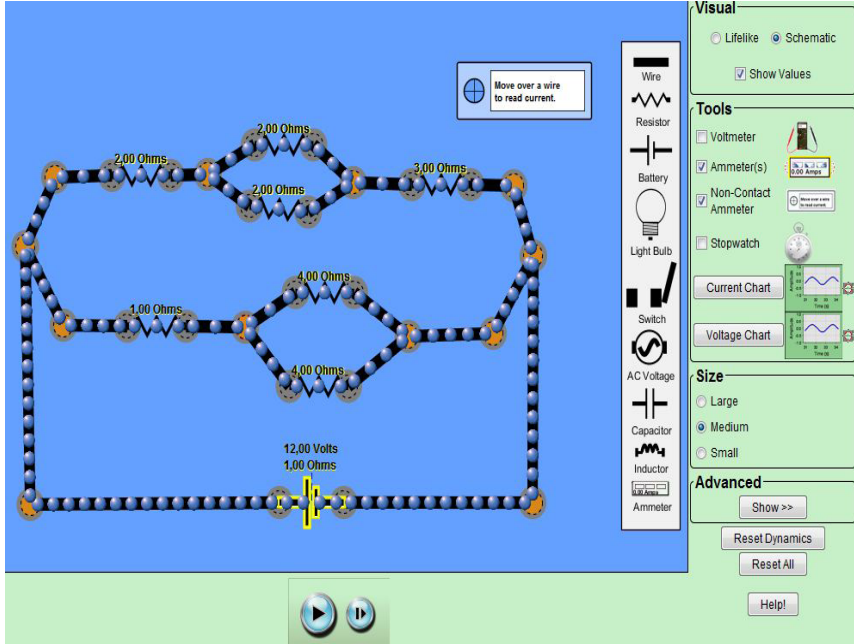 Visual
Lifelike
Schematic
Show Values
Move over a wire
to read current.
Wire
Resistor
Battery
Light Bulb
Switch
AC Voltage
Capacitor
Inductor
0.00 Amps
Ammeter
Tools
Voltmeter
Ammeter(s)
0.00 Amps
Non-Contact
Ammeter
Move over a wire
to read current.
Stopwatch
Current Chart
Voltage Chart
Size
Large
Medium
Small
Advanced
Show >>
Reset Dynamics
Reset All
Help!
2,00 Ohms
2,00 Ohms
2,00 Ohms
3,00 Ohms
4,00 Ohms
1,00 Ohms
4,00 Ohms
12,00 Volts
1,00 Ohms